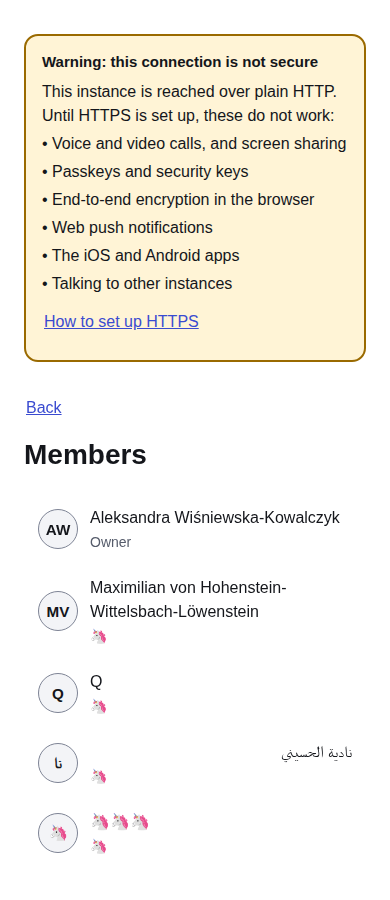 Warning: this connection is not secure
This instance is reached over plain HTTP.
Until HTTPS is set up, these do not work:
• Voice and video calls, and screen sharing
• Passkeys and security keys
• End-to-end encryption in the browser
• Web push notifications
• The iOS and Android apps
• Talking to other instances
How to set up HTTPS
Back
Members
AW
Aleksandra Wiśniewska-Kowalczyk
Owner
MV
Maximilian von Hohenstein-
Wittelsbach-Löwenstein
🦄
Q
Q
🦄
نا
نادية الحسيني
🦄
🦄
🦄🦄🦄
🦄